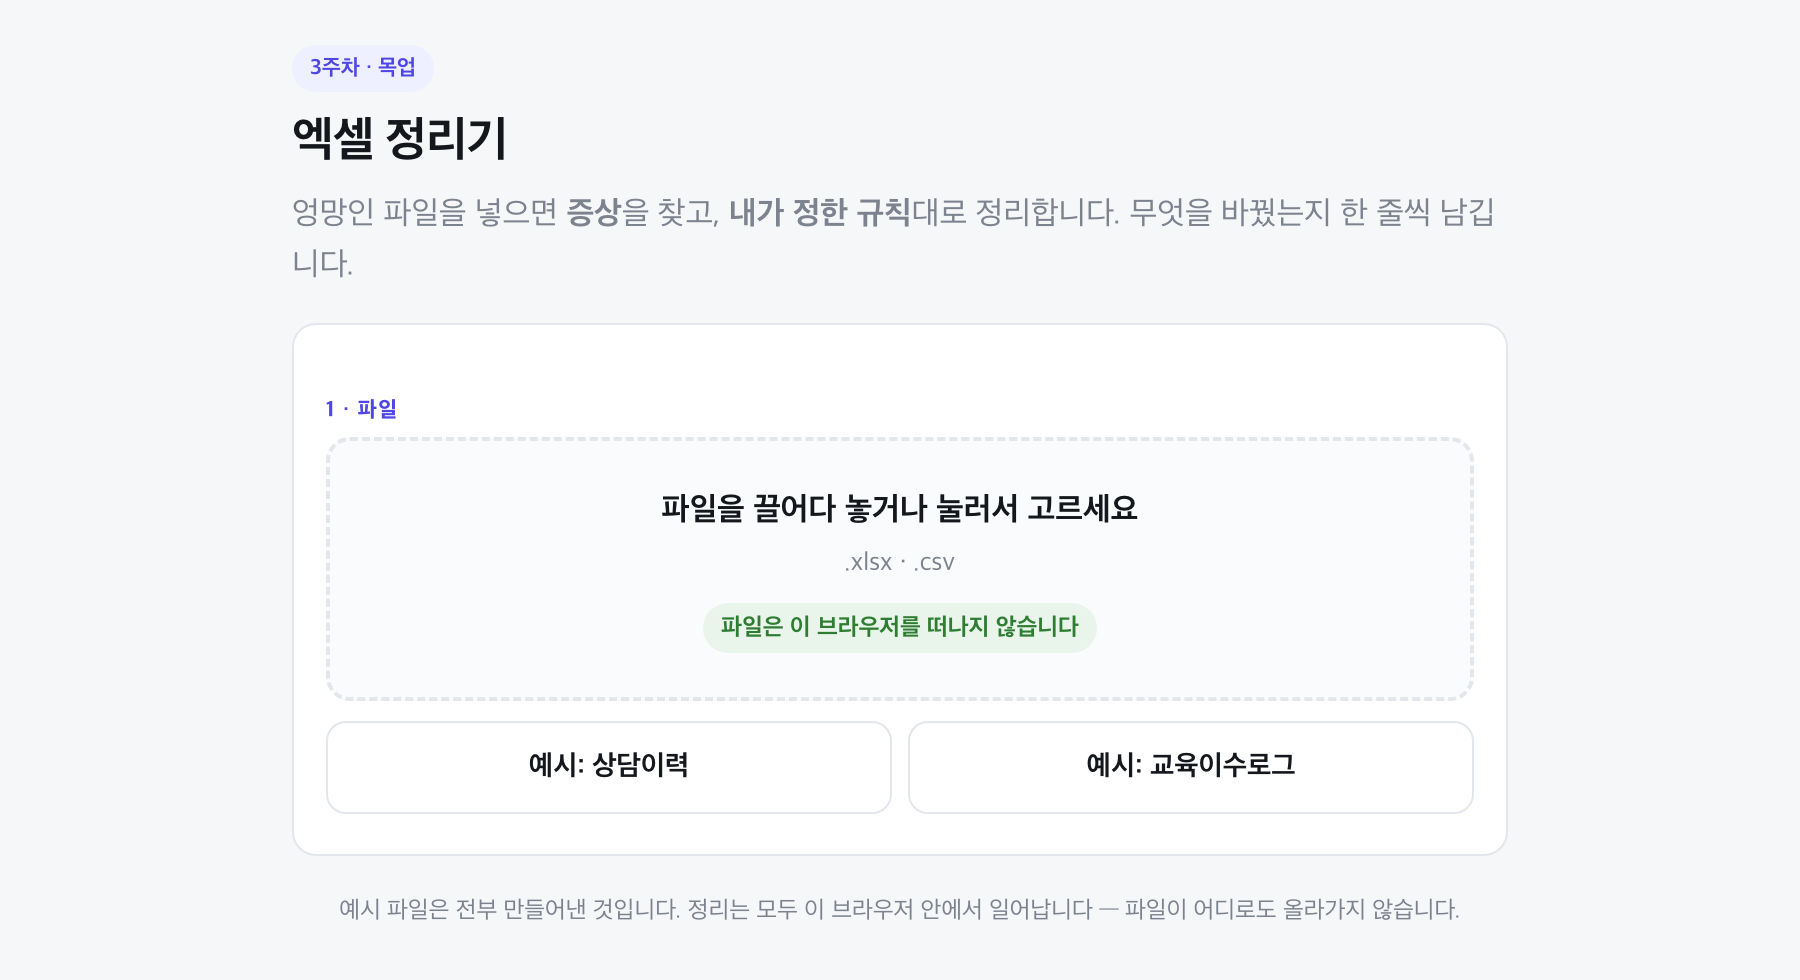 3주차 · 목업
엑셀 정리기
엉망인 파일을 넣으면 증상을 찾고, 내가 정한 규칙대로 정리합니다. 무엇을 바꿨는지 한 줄씩 남깁
니다.
1 · 파일
파일을 끌어다 놓거나 눌러서 고르세요
.xlsx · .csv
파일은 이 브라우저를 떠나지 않습니다
예시: 상담이력
예시: 교육이수로그
예시 파일은 전부 만들어낸 것입니다. 정리는 모두 이 브라우저 안에서 일어납니다 — 파일이 어디로도 올라가지 않습니다.